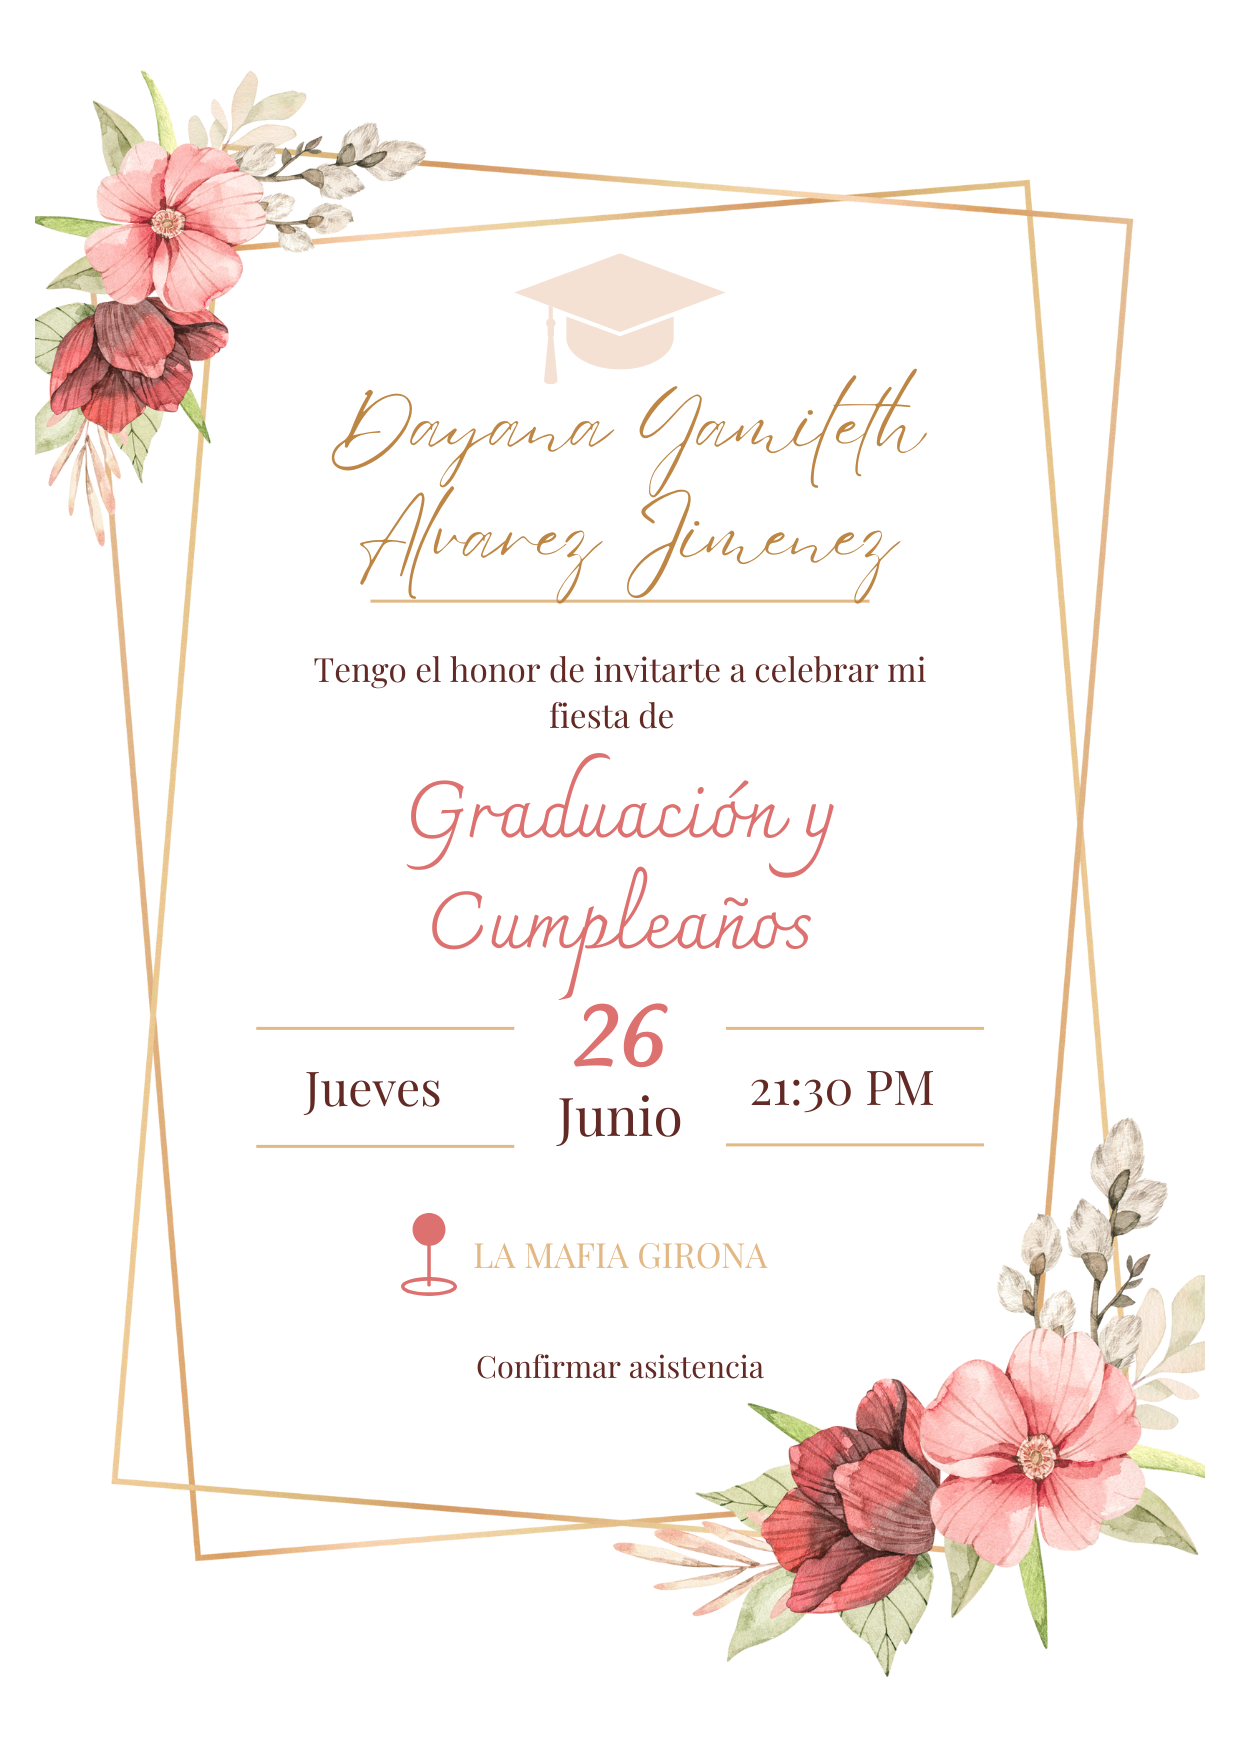 Dayana Yamileth
Alvarez Jimenez
Tengo el honor de invitarte a celebrar mi
fiesta de
Graduación y
Cumpleaños
26
Jueves
Junio
21:30 PM
LA MAFIA GIRONA
Confirmar asistencia